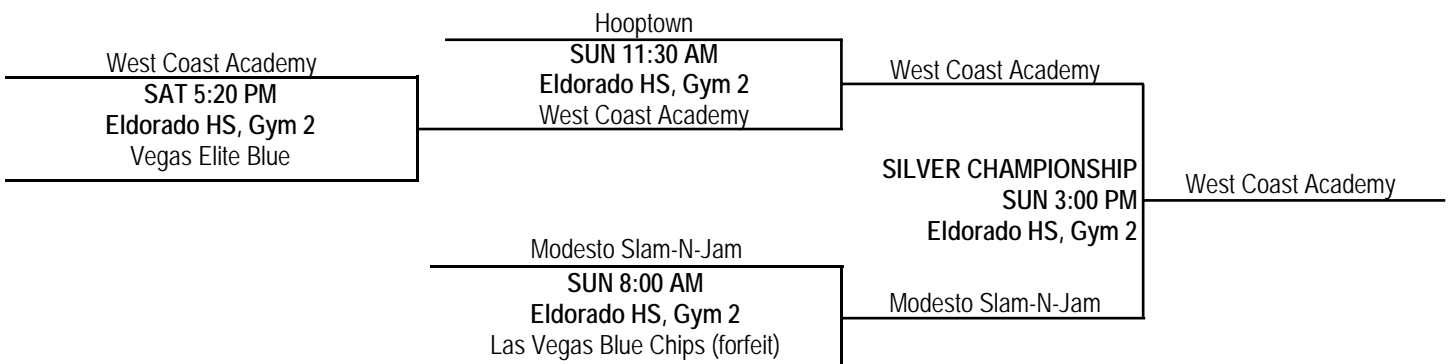 Hooptown
West Coast Academy
SUN 11:30 AM
Eldorado HS, Gym 2
West Coast Academy
SAT 5:20 PM
Eldorado HS, Gym 2
Vegas Elite Blue
West Coast Academy
SILVER CHAMPIONSHIP
SUN 3:00 PM
Eldorado HS, Gym 2
West Coast Academy
Modesto Slam-N-Jam
SUN 8:00 AM
Eldorado HS, Gym 2
Las Vegas Blue Chips (forfeit)
Modesto Slam-N-Jam